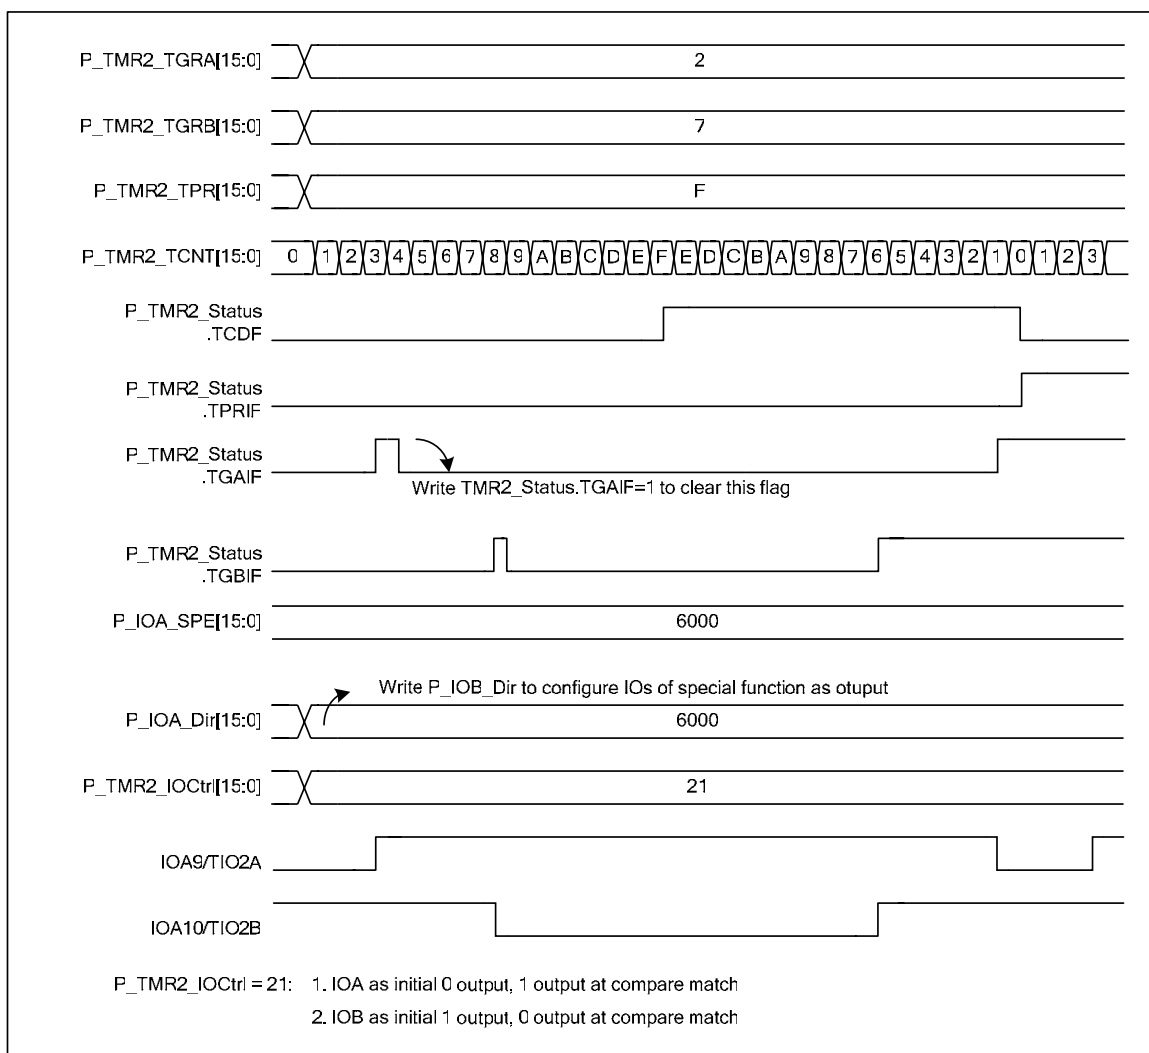 P_TMR2_TGRA[15:0] 2
P_TMR2_TGRB[15:0] 7
P_TMR2_TPR[15:0] F
P_TMR2_TCNT[15:0] 0 1 2 3 4 5 6 7 8 9 A B C D E F E D C B A 9 8 7 6 5 4 3 2 1 0 1 2 3
P_TMR2_Status
.TCDF
P_TMR2_Status
.TPRIF
P_TMR2_Status
.TGAIF
Write TMR2_Status.TGAIF=1 to clear this flag
P_TMR2_Status
.TGBIF
P_IOA_SPE[15:0] 6000
Write P_IOB_Dir to configure IOs of special function as otuput
P_IOA_Dir[15:0] 6000
P_TMR2_IOCtrl[15:0] 21
IOA9/TIO2A
IOA10/TIO2B
P_TMR2_IOCtrl = 21: 1. IOA as initial 0 output, 1 output at compare match
2. IOB as initial 1 output, 0 output at compare match